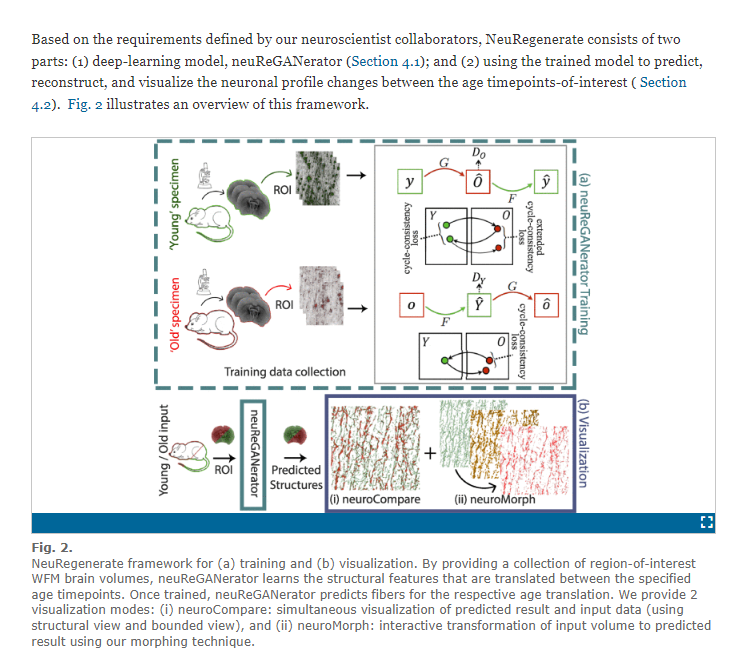 Based on the requirements defined by our neuroscientist collaborators, NeuRegenerate consists of two
parts: (1) deep-learning model, neuReGANerator (Section 4.1); and (2) using the trained model to predict,
reconstruct, and visualize the neuronal profile changes between the age timepoints-of-interest ( Section
4.2).  Fig. 2 illustrates an overview of this framework.
'Young' specimen
ROI
y
G
D_O
Ô
F
ŷ
cycle-consistency
loss
Y
O
extended
cycle-consistency
loss
(a) neuReGANerator Training
'Old' specimen
ROI
o
F
D_Y
Ŷ
G
ô
Y
O
cycle-consistency
loss
Training data collection
Young / Old input
ROI
neuReGANerator
Predicted
Structures
+
(i) neuroCompare
(ii) neuroMorph
(b) Visualization
Fig. 2.
NeuRegenerate framework for (a) training and (b) visualization. By providing a collection of region-of-interest
WFM brain volumes, neuReGANerator learns the structural features that are translated between the specified
age timepoints. Once trained, neuReGANerator predicts fibers for the respective age translation. We provide 2
visualization modes: (i) neuroCompare: simultaneous visualization of predicted result and input data (using
structural view and bounded view), and (ii) neuroMorph: interactive transformation of input volume to predicted
result using our morphing technique.